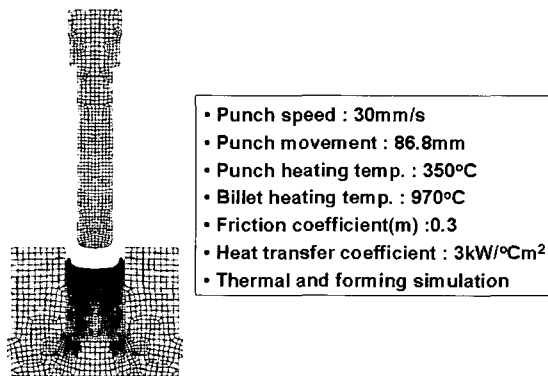 • Punch speed : 30mm/s
• Punch movement : 86.8mm
• Punch heating temp. : 350°C
• Billet heating temp. : 970°C
• Friction coefficient(m) :0.3
• Heat transfer coefficient : 3kW/°Cm²
• Thermal and forming simulation